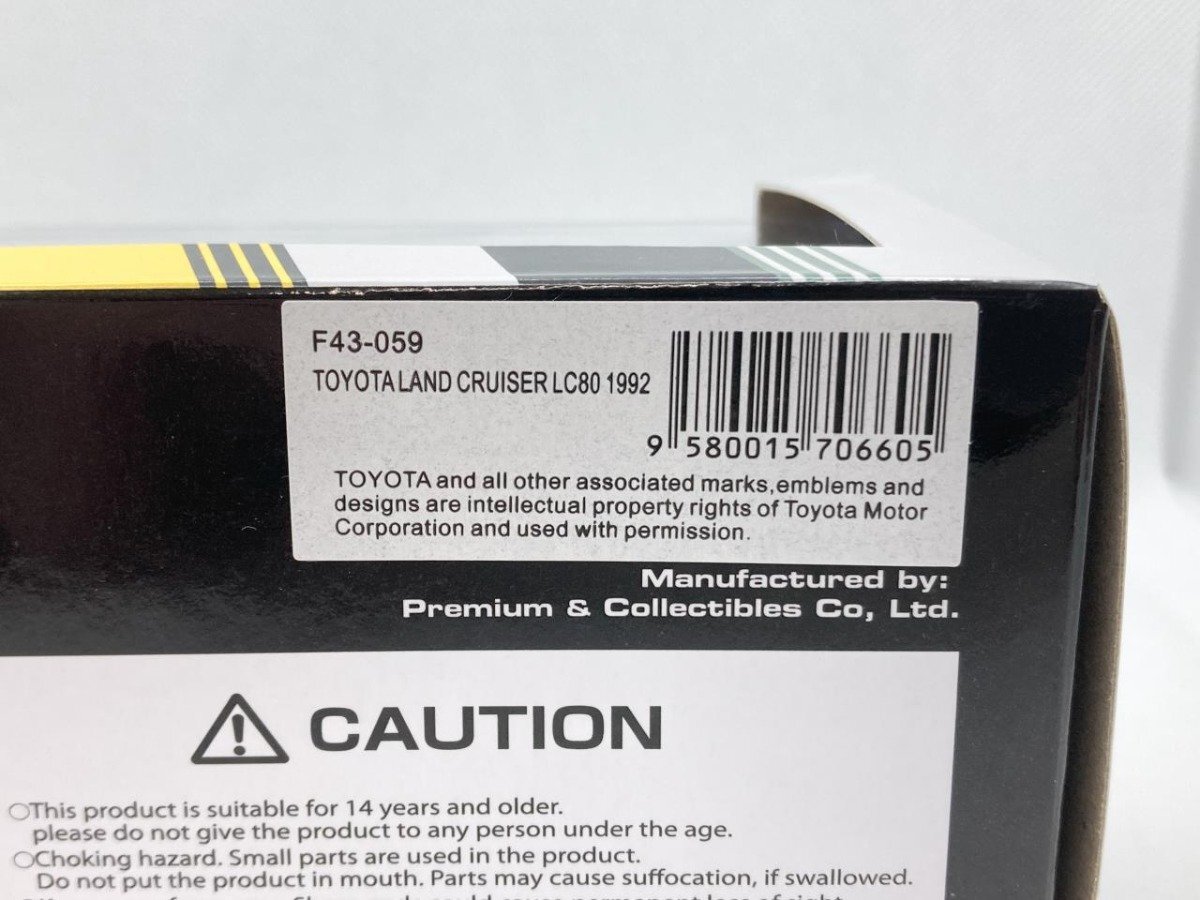 F43-059
TOYOTA LAND CRUISER LC80 1992
9 580015 706605
TOYOTA and all other associated marks,emblems and
designs are intellectual property rights of Toyota Motor
Corporation and used with permission.
Manufactured by:
Premium & Collectibles Co, Ltd.
CAUTION
○This product is suitable for 14 years and older.
please do not give the product to any person under the age.
○Choking hazard. Small parts are used in the product.
Do not put the product in mouth. Parts may cause suffocation, if swallowed.